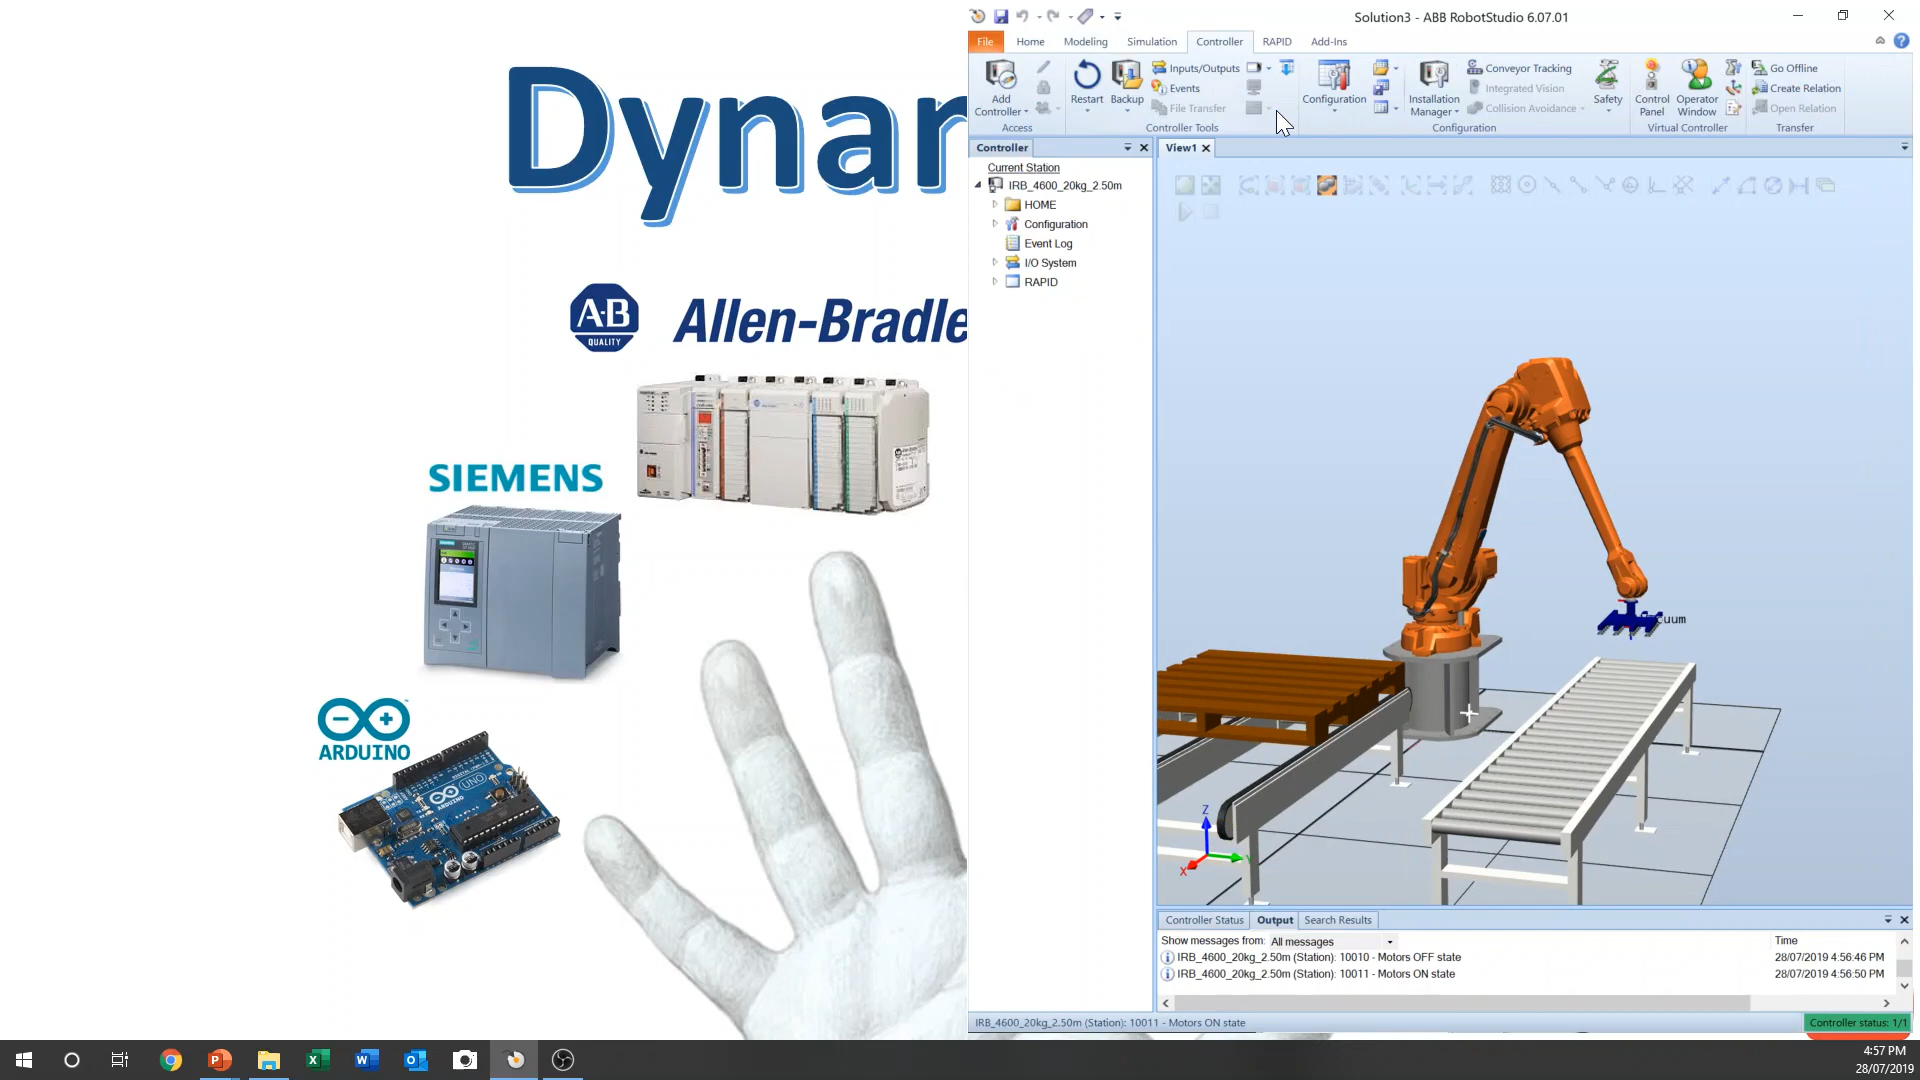 Dynar
A·B
QUALITY
Allen-Bradle
SIEMENS
ARDUINO
UNO
Solution3 - ABB RobotStudio 6.07.01
File Home Modeling Simulation Controller RAPID Add-Ins
Add
Controller
Access
Restart
Backup
Inputs/Outputs
Events
File Transfer
Controller Tools
Configuration
Installation
Manager
Conveyor Tracking
Integrated Vision
Collision Avoidance
Configuration
Safety
Control
Panel
Operator
Window
Virtual Controller
Go Offline
Create Relation
Open Relation
Transfer
Controller
Current Station
IRB_4600_20kg_2.50m
HOME
Configuration
Event Log
I/O System
RAPID
View1
cuum
Z
X
Controller Status Output Search Results
Show messages from: All messages Time
IRB_4600_20kg_2.50m (Station): 10010 - Motors OFF state 28/07/2019 4:56:46 PM
IRB_4600_20kg_2.50m (Station): 10011 - Motors ON state 28/07/2019 4:56:50 PM
IRB_4600_20kg_2.50m (Station): 10011 - Motors ON state Controller status: 1/1
4:57 PM
28/07/2019